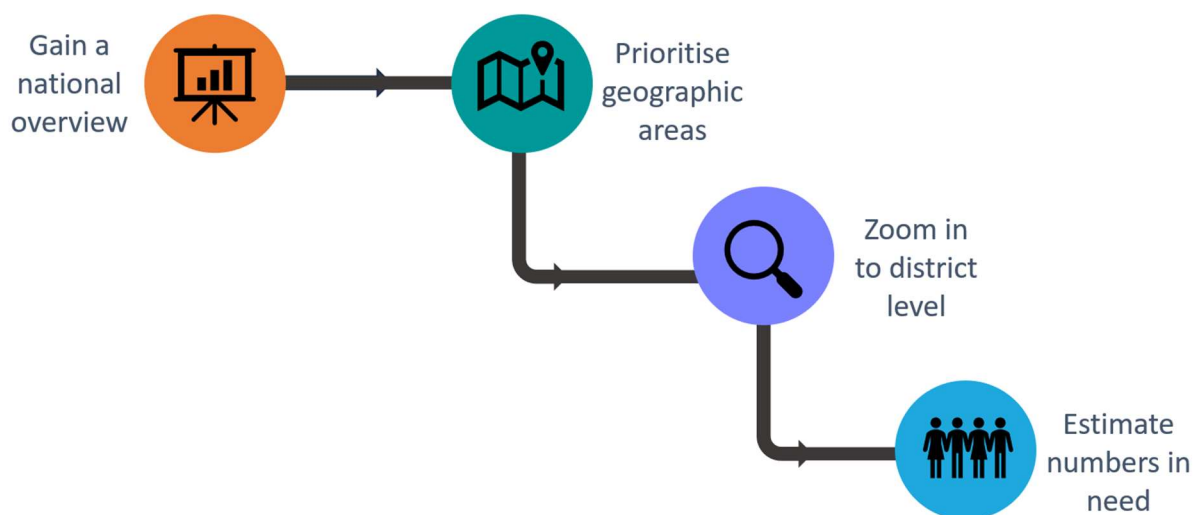 Gain a
national
overview
Prioritise
geographic
areas
Zoom in
to district
level
Estimate
numbers in
need